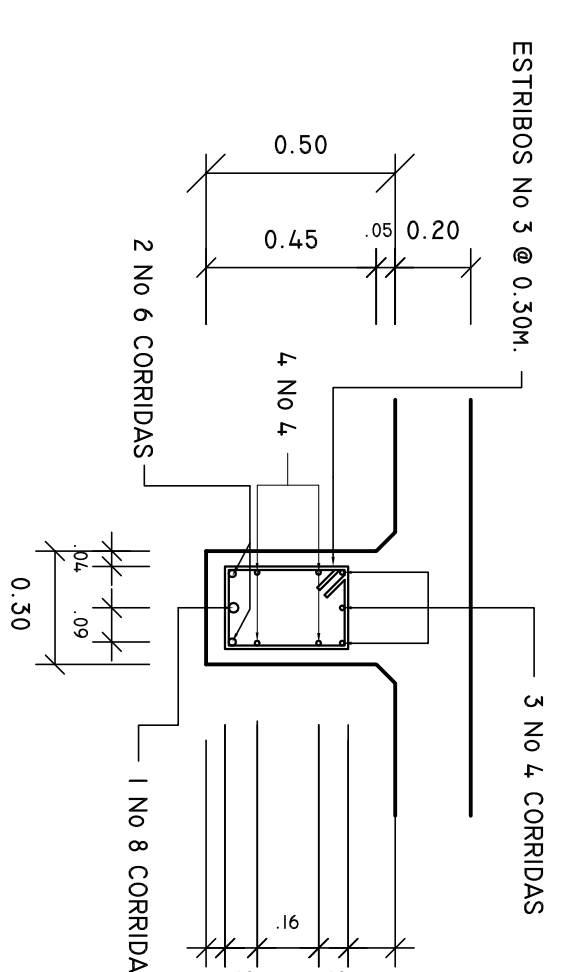 ESTRIBOS No 3 @ 0.30M.
0.50
0.45
.05
0.20
2 No 6 CORRIDAS
4 No 4
.04
.09
0.30
3 No 4 CORRIDAS
1 No 8 CORRIDA
.16